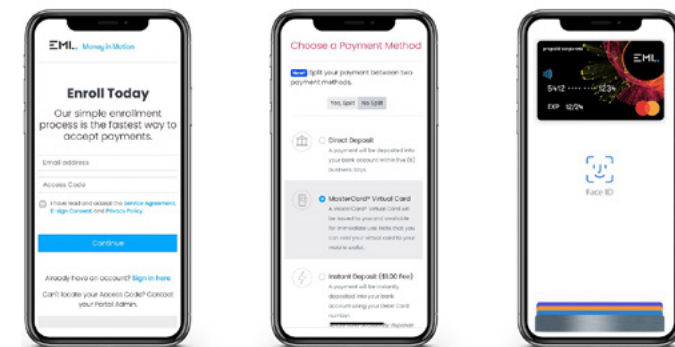 EML. Money in Motion
Enroll Today
Our simple enrollment
process is the fastest way to
accept payments.
Email address
Access Code
I have read and accept the Service Agreement,
E-sign Consent, and Privacy Policy.
Continue
Already have an account? Sign in here
Can't locate your Access Code? Contact
your Portal Admin.
Choose a Payment Method
New! Split your payment between two
payment methods.
Yes, Split No Split
Direct Deposit
A payment will be deposited into
your bank account within five (5)
business days.
MasterCard® Virtual Card
A MasterCard® Virtual Card will
be issued to you and available
for immediate use. Note that you
can add your virtual card to your
mobile wallet.
Instant Deposit ($1.00 Fee)
A payment will be instantly
deposited into your bank
account using your Debit Card
number.
prepaid corporate
EML.
5412 •••• •••• 1234
EXP 12/24
Face ID